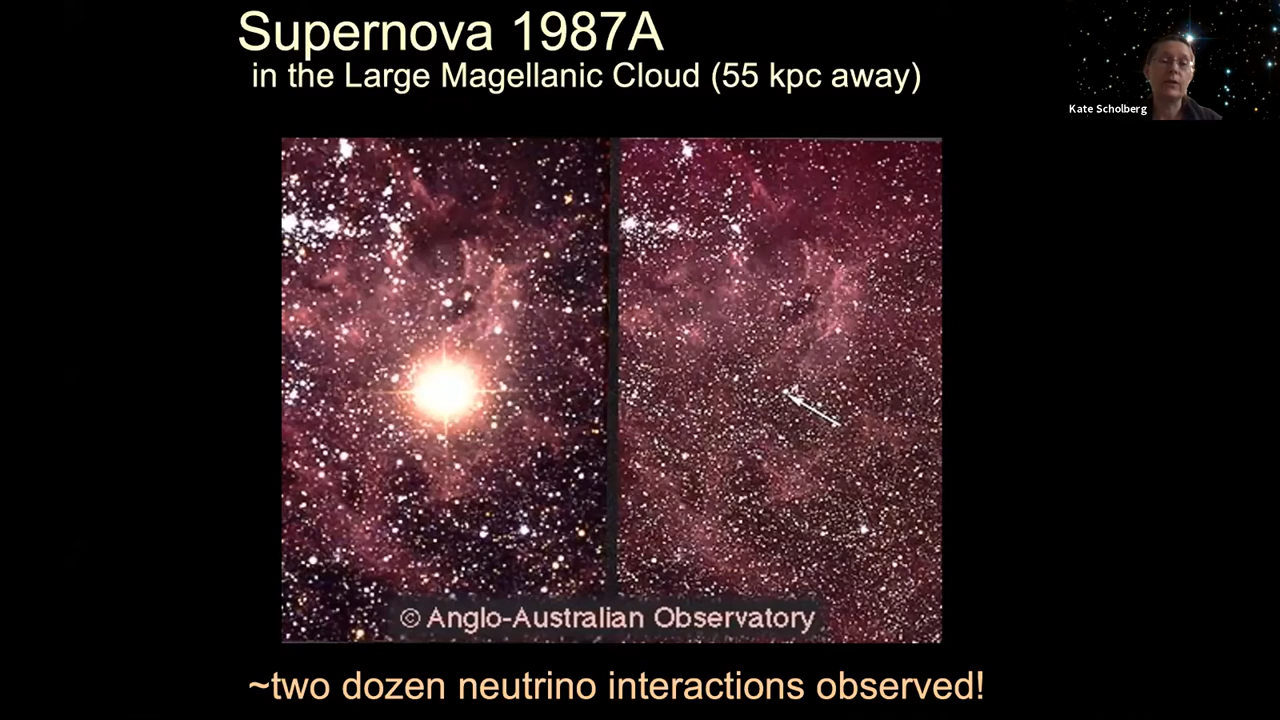 Supernova 1987A
in the Large Magellanic Cloud (55 kpc away)
Kate Scholberg
© Anglo-Australian Observatory
~two dozen neutrino interactions observed!